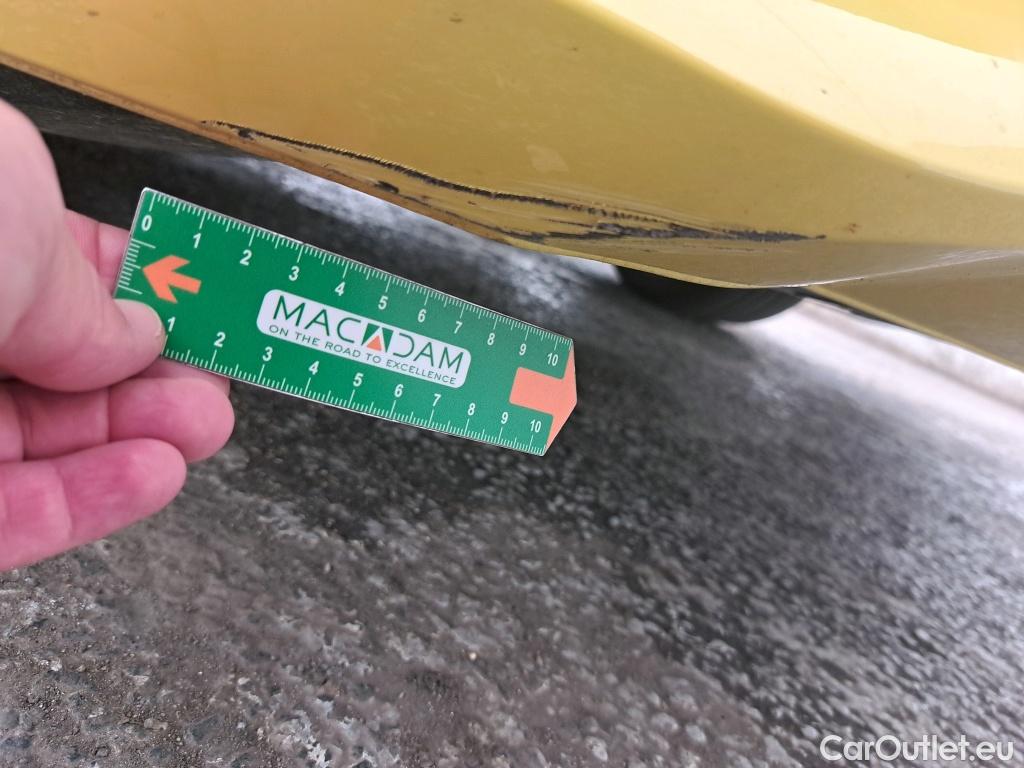 0 1 2 3 4 5 6 7 8 9 10
MACADAM
ON THE ROAD TO EXCELLENCE
1 2 3 4 5 6 7 8 9 10
CarOutlet.eu